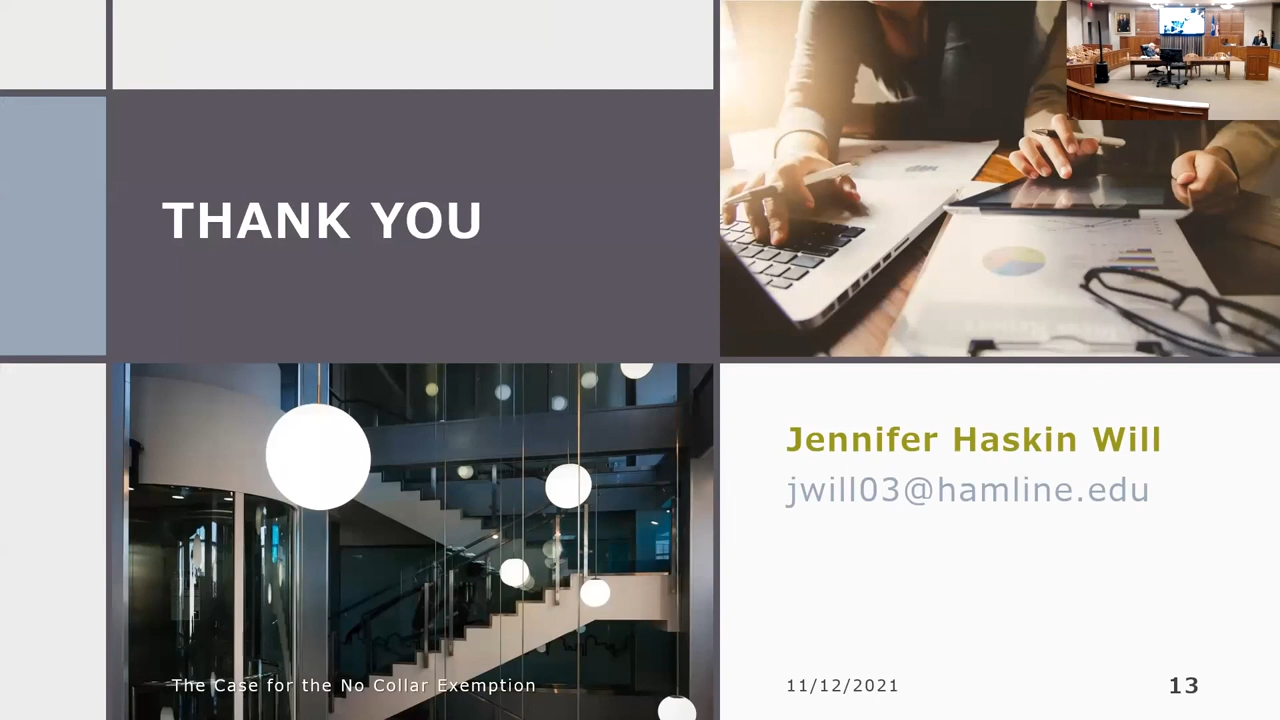 THANK YOU
Jennifer Haskin Will
jwill03@hamline.edu
The Case for the No Collar Exemption
11/12/2021
13